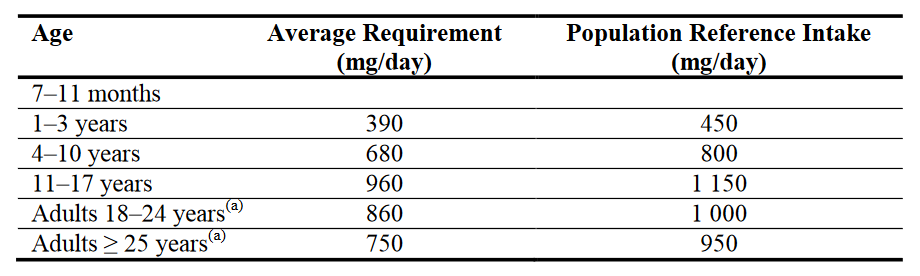 Age Average Requirement (mg/day) Population Reference Intake (mg/day)
7–11 months
1–3 years 390 450
4–10 years 680 800
11–17 years 960 1 150
Adults 18–24 years(a) 860 1 000
Adults ≥ 25 years(a) 750 950